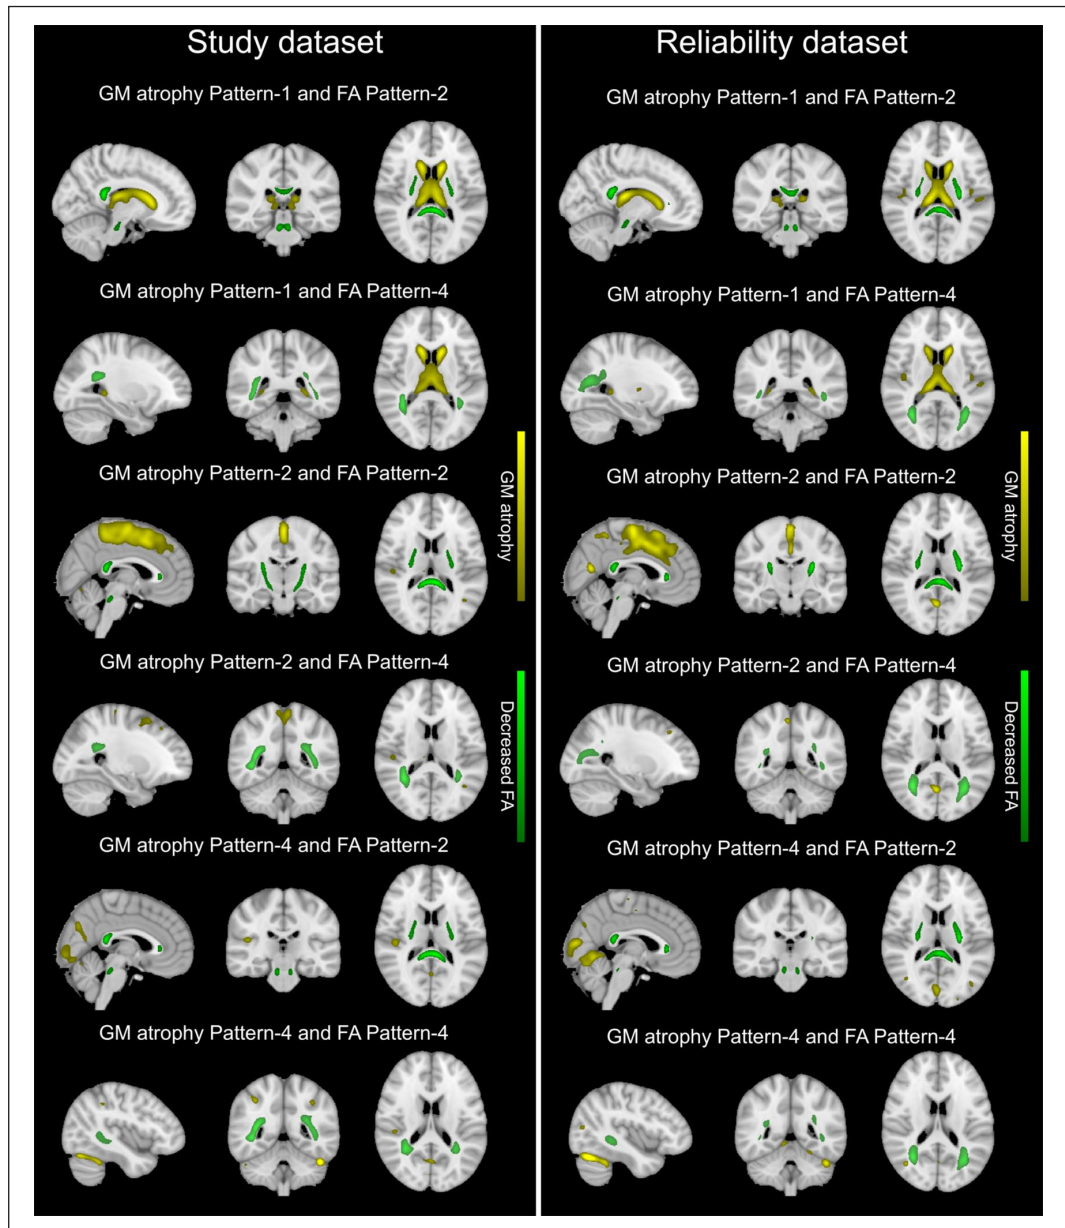 Study dataset
GM atrophy Pattern-1 and FA Pattern-2
GM atrophy Pattern-1 and FA Pattern-4
GM atrophy Pattern-2 and FA Pattern-2
GM atrophy Pattern-2 and FA Pattern-4
GM atrophy Pattern-4 and FA Pattern-2
GM atrophy Pattern-4 and FA Pattern-4
GM atrophy
Decreased FA
Reliability dataset
GM atrophy Pattern-1 and FA Pattern-2
GM atrophy Pattern-1 and FA Pattern-4
GM atrophy Pattern-2 and FA Pattern-2
GM atrophy Pattern-2 and FA Pattern-4
GM atrophy Pattern-4 and FA Pattern-2
GM atrophy Pattern-4 and FA Pattern-4
GM atrophy
Decreased FA